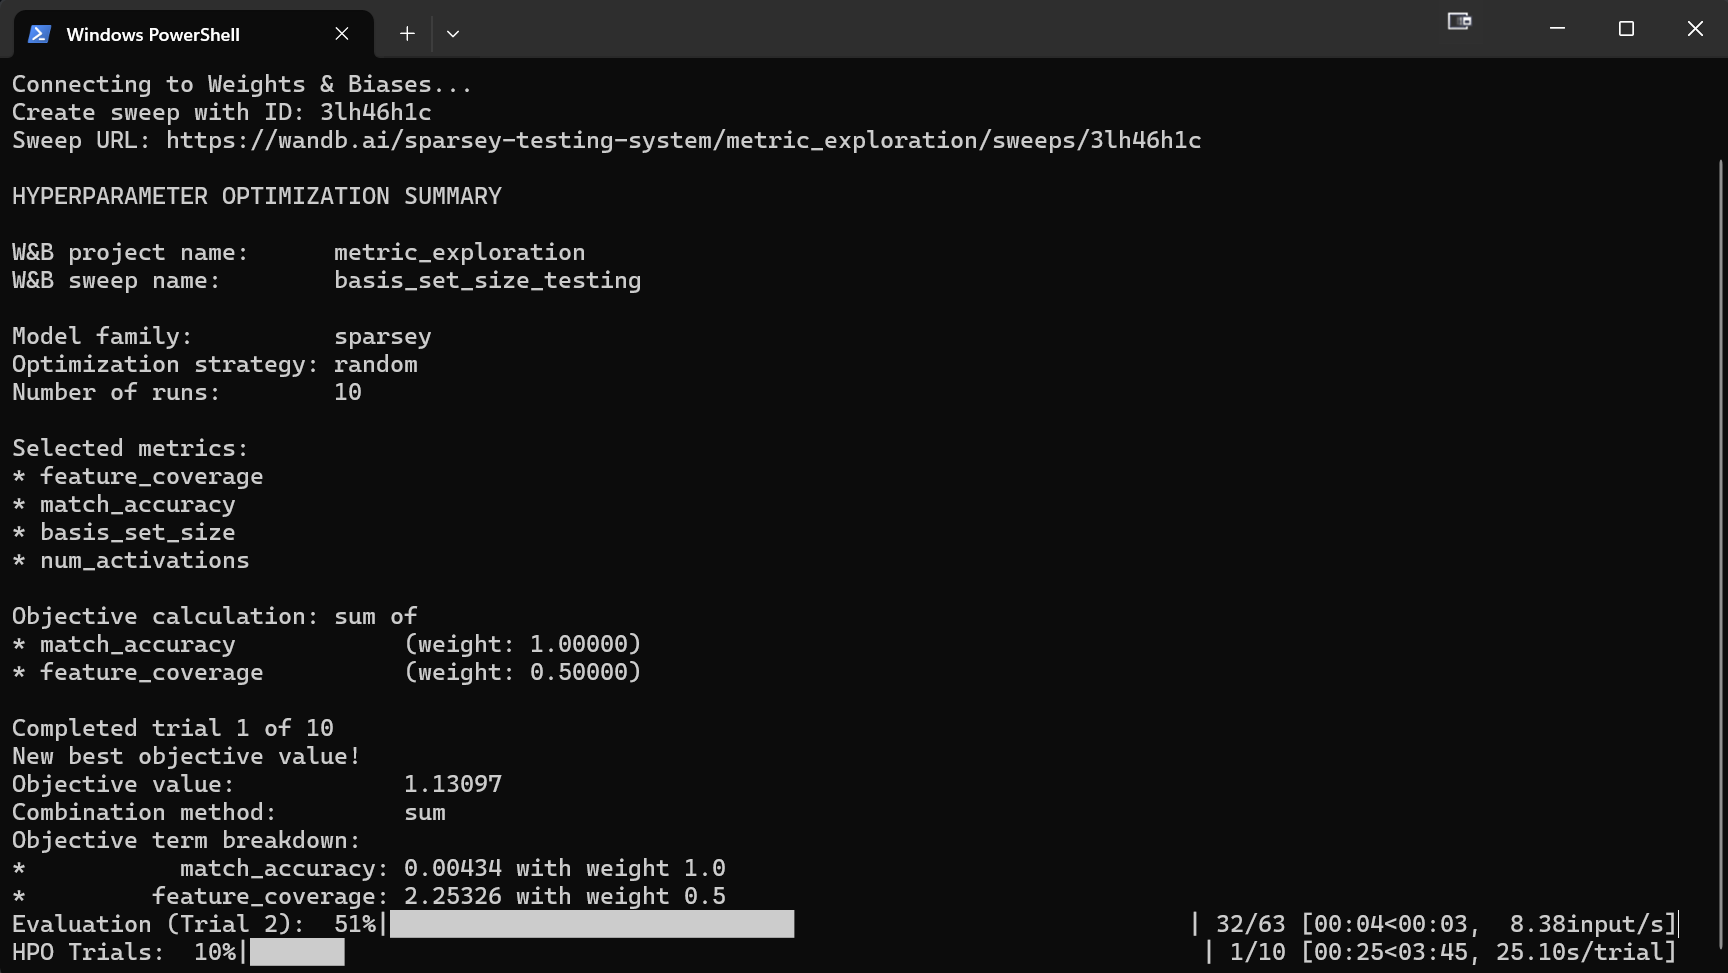 Windows PowerShell
Connecting to Weights & Biases...
Create sweep with ID: 3lh46h1c
Sweep URL: https://wandb.ai/sparsey-testing-system/metric_exploration/sweeps/3lh46h1c
HYPERPARAMETER OPTIMIZATION SUMMARY
W&B project name: metric_exploration
W&B sweep name: basis_set_size_testing
Model family: sparsey
Optimization strategy: random
Number of runs: 10
Selected metrics:
* feature_coverage
* match_accuracy
* basis_set_size
* num_activations
Objective calculation: sum of
* match_accuracy (weight: 1.00000)
* feature_coverage (weight: 0.50000)
Completed trial 1 of 10
New best objective value!
Objective value: 1.13097
Combination method: sum
Objective term breakdown:
* match_accuracy: 0.00434 with weight 1.0
* feature_coverage: 2.25326 with weight 0.5
Evaluation (Trial 2): 51%| | 32/63 [00:04<00:03, 8.38input/s]
HPO Trials: 10%| | 1/10 [00:25<03:45, 25.10s/trial]